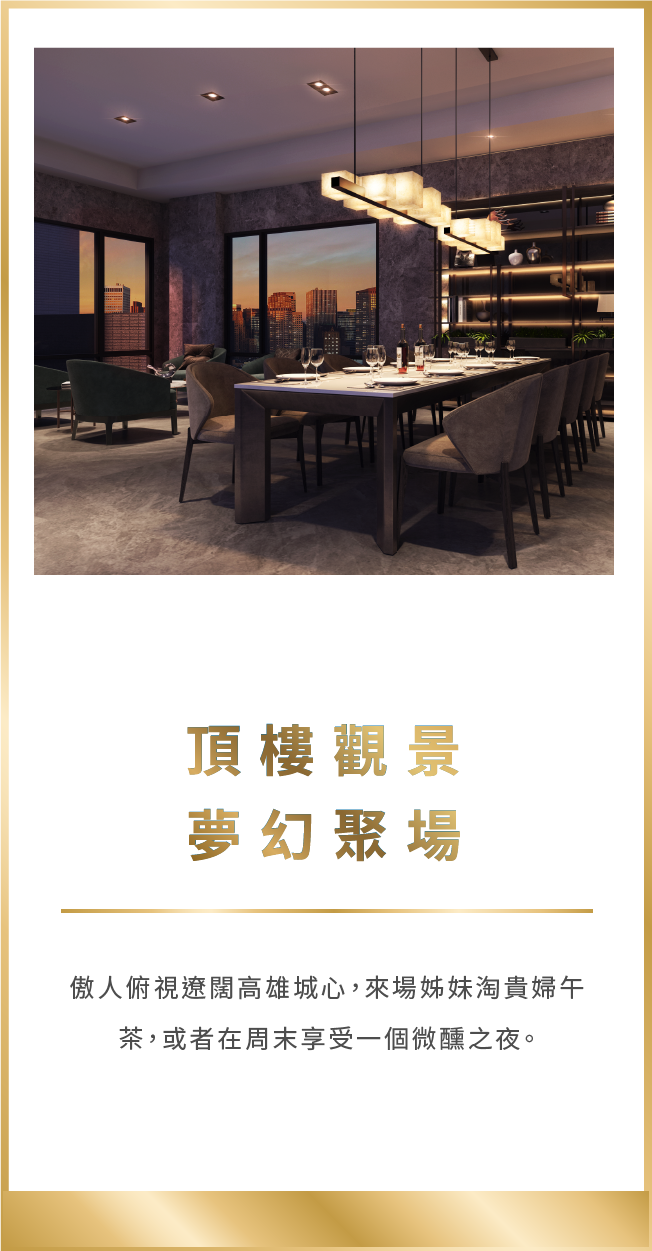 頂樓觀景
夢幻聚場
傲人俯視遼闊高雄城心，來場姊妹淘貴婦午
茶，或者在周末享受一個微醺之夜。